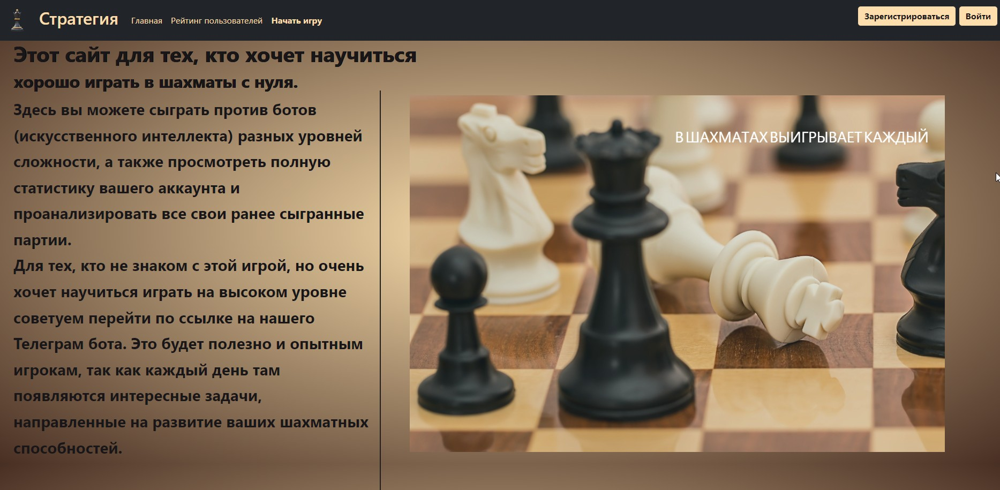 Стратегия
Главная
Рейтинг пользователей
Начать игру
Зарегистрироваться
Войти
Этот сайт для тех, кто хочет научиться
хорошо играть в шахматы с нуля.
Здесь вы можете сыграть против ботов
(искусственного интеллекта) разных уровней
сложности, а также просмотреть полную
статистику вашего аккаунта и
проанализировать все свои ранее сыгранные
партии.
Для тех, кто не знаком с этой игрой, но очень
хочет научиться играть на высоком уровне
советуем перейти по ссылке на нашего
Телеграм бота. Это будет полезно и опытным
игрокам, так как каждый день там
появляются интересные задачи,
направленные на развитие ваших шахматных
способностей.
В ШАХМАТАХ ВЫИГРЫВАЕТ КАЖДЫЙ